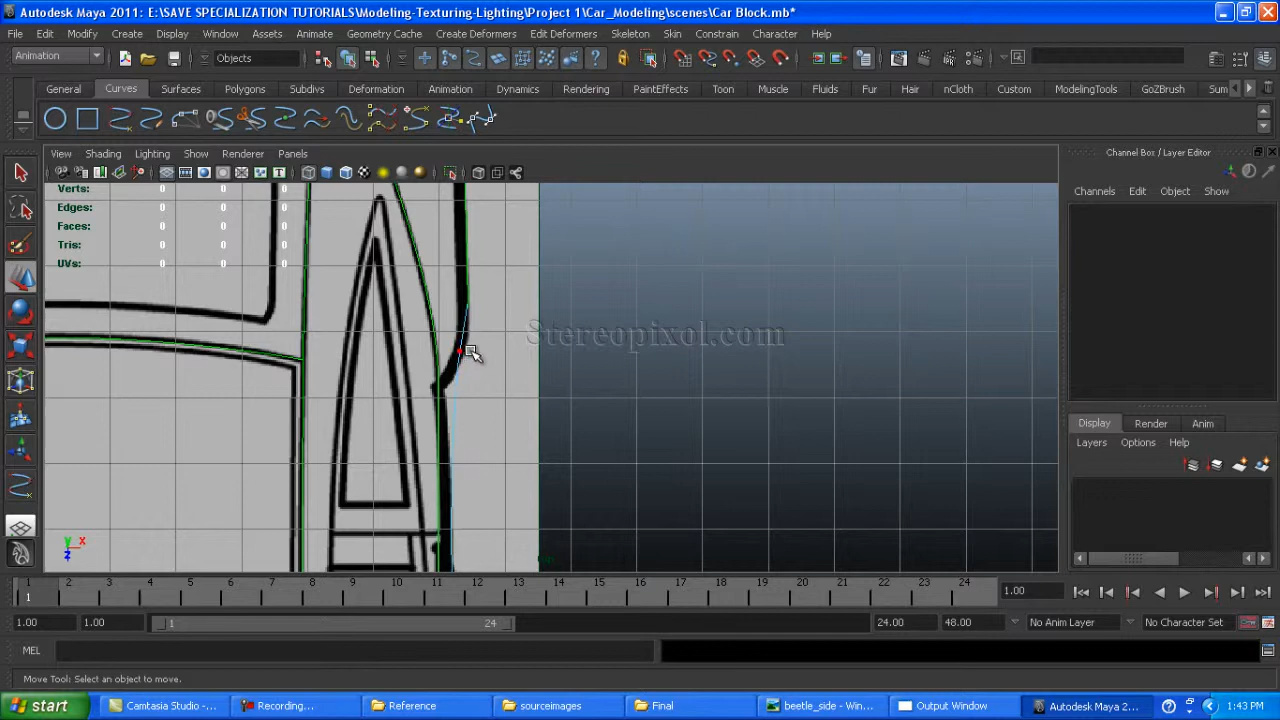 Autodesk Maya 2011: E:\SAVE SPECIALIZATION TUTORIALS\Modeling-Texturing-Lighting\Project 1\Car_Modeling\scenes\Car Block.mb*
File Edit Modify Create Display Window Assets Animate Geometry Cache Create Deformers Edit Deformers Skeleton Skin Constrain Character Help
Animation Objects
General Curves Surfaces Polygons Subdivs Deformation Animation Dynamics Rendering PaintEffects Toon Muscle Fluids Fur Hair nCloth Custom ModelingTools GoZBrush Sum
View Shading Lighting Show Renderer Panels
Channel Box / Layer Editor
Channels Edit Object Show
Verts: 0 0 0
Edges: 0 0 0
Faces: 0 0 0
Tris: 0 0 0
UVs: 0 0 0
Stereopixol.com
Display Render Anim
Layers Options Help
y x
z
1 2 3 4 5 6 7 8 9 10 11 12 13 14 15 16 17 18 19 20 21 22 23 24
1 1.00
1.00 1.00 1 24 24.00 48.00 No Anim Layer No Character Set
MEL
Move Tool: Select an object to move.
start Camtasia Studio -... Recording... Reference sourceimages Final beetle_side - Win... Output Window Autodesk Maya 2... 1:43 PM